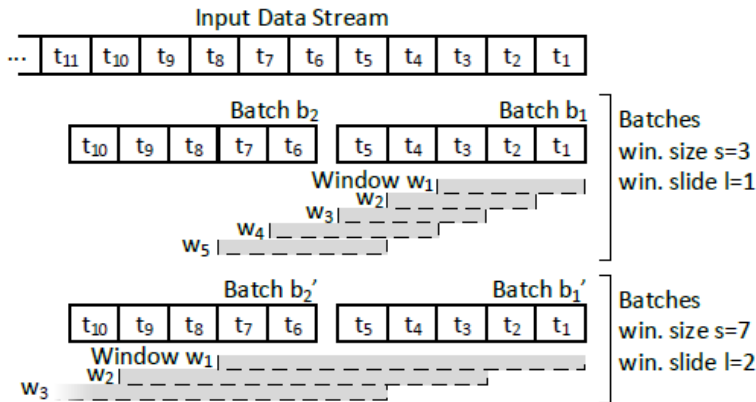 Input Data Stream
... t₁₁ t₁₀ t₉ t₈ t₇ t₆ t₅ t₄ t₃ t₂ t₁
Batch b₂ Batch b₁
t₁₀ t₉ t₈ t₇ t₆ t₅ t₄ t₃ t₂ t₁
Window w₁
w₂
w₃
w₄
w₅
Batches
win. size s=3
win. slide l=1
Batch b₂′ Batch b₁′
t₁₀ t₉ t₈ t₇ t₆ t₅ t₄ t₃ t₂ t₁
Window w₁
w₂
w₃
Batches
win. size s=7
win. slide l=2